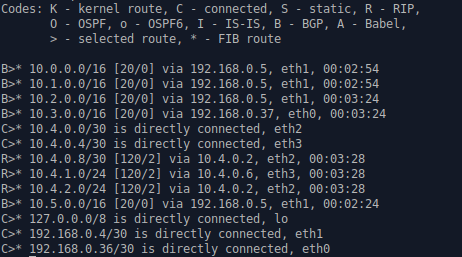 Codes: K - kernel route, C - connected, S - static, R - RIP,
O - OSPF, o - OSPF6, I - IS-IS, B - BGP, A - Babel,
> - selected route, * - FIB route
B>* 10.0.0.0/16 [20/0] via 192.168.0.5, eth1, 00:02:54
B>* 10.1.0.0/16 [20/0] via 192.168.0.5, eth1, 00:02:54
B>* 10.2.0.0/16 [20/0] via 192.168.0.5, eth1, 00:03:24
B>* 10.3.0.0/16 [20/0] via 192.168.0.37, eth0, 00:03:24
C>* 10.4.0.0/30 is directly connected, eth2
C>* 10.4.0.4/30 is directly connected, eth3
R>* 10.4.0.8/30 [120/2] via 10.4.0.2, eth2, 00:03:28
R>* 10.4.1.0/24 [120/2] via 10.4.0.6, eth3, 00:03:28
R>* 10.4.2.0/24 [120/2] via 10.4.0.2, eth2, 00:03:28
B>* 10.5.0.0/16 [20/0] via 192.168.0.5, eth1, 00:02:24
C>* 127.0.0.0/8 is directly connected, lo
C>* 192.168.0.4/30 is directly connected, eth1
C>* 192.168.0.36/30 is directly connected, eth0